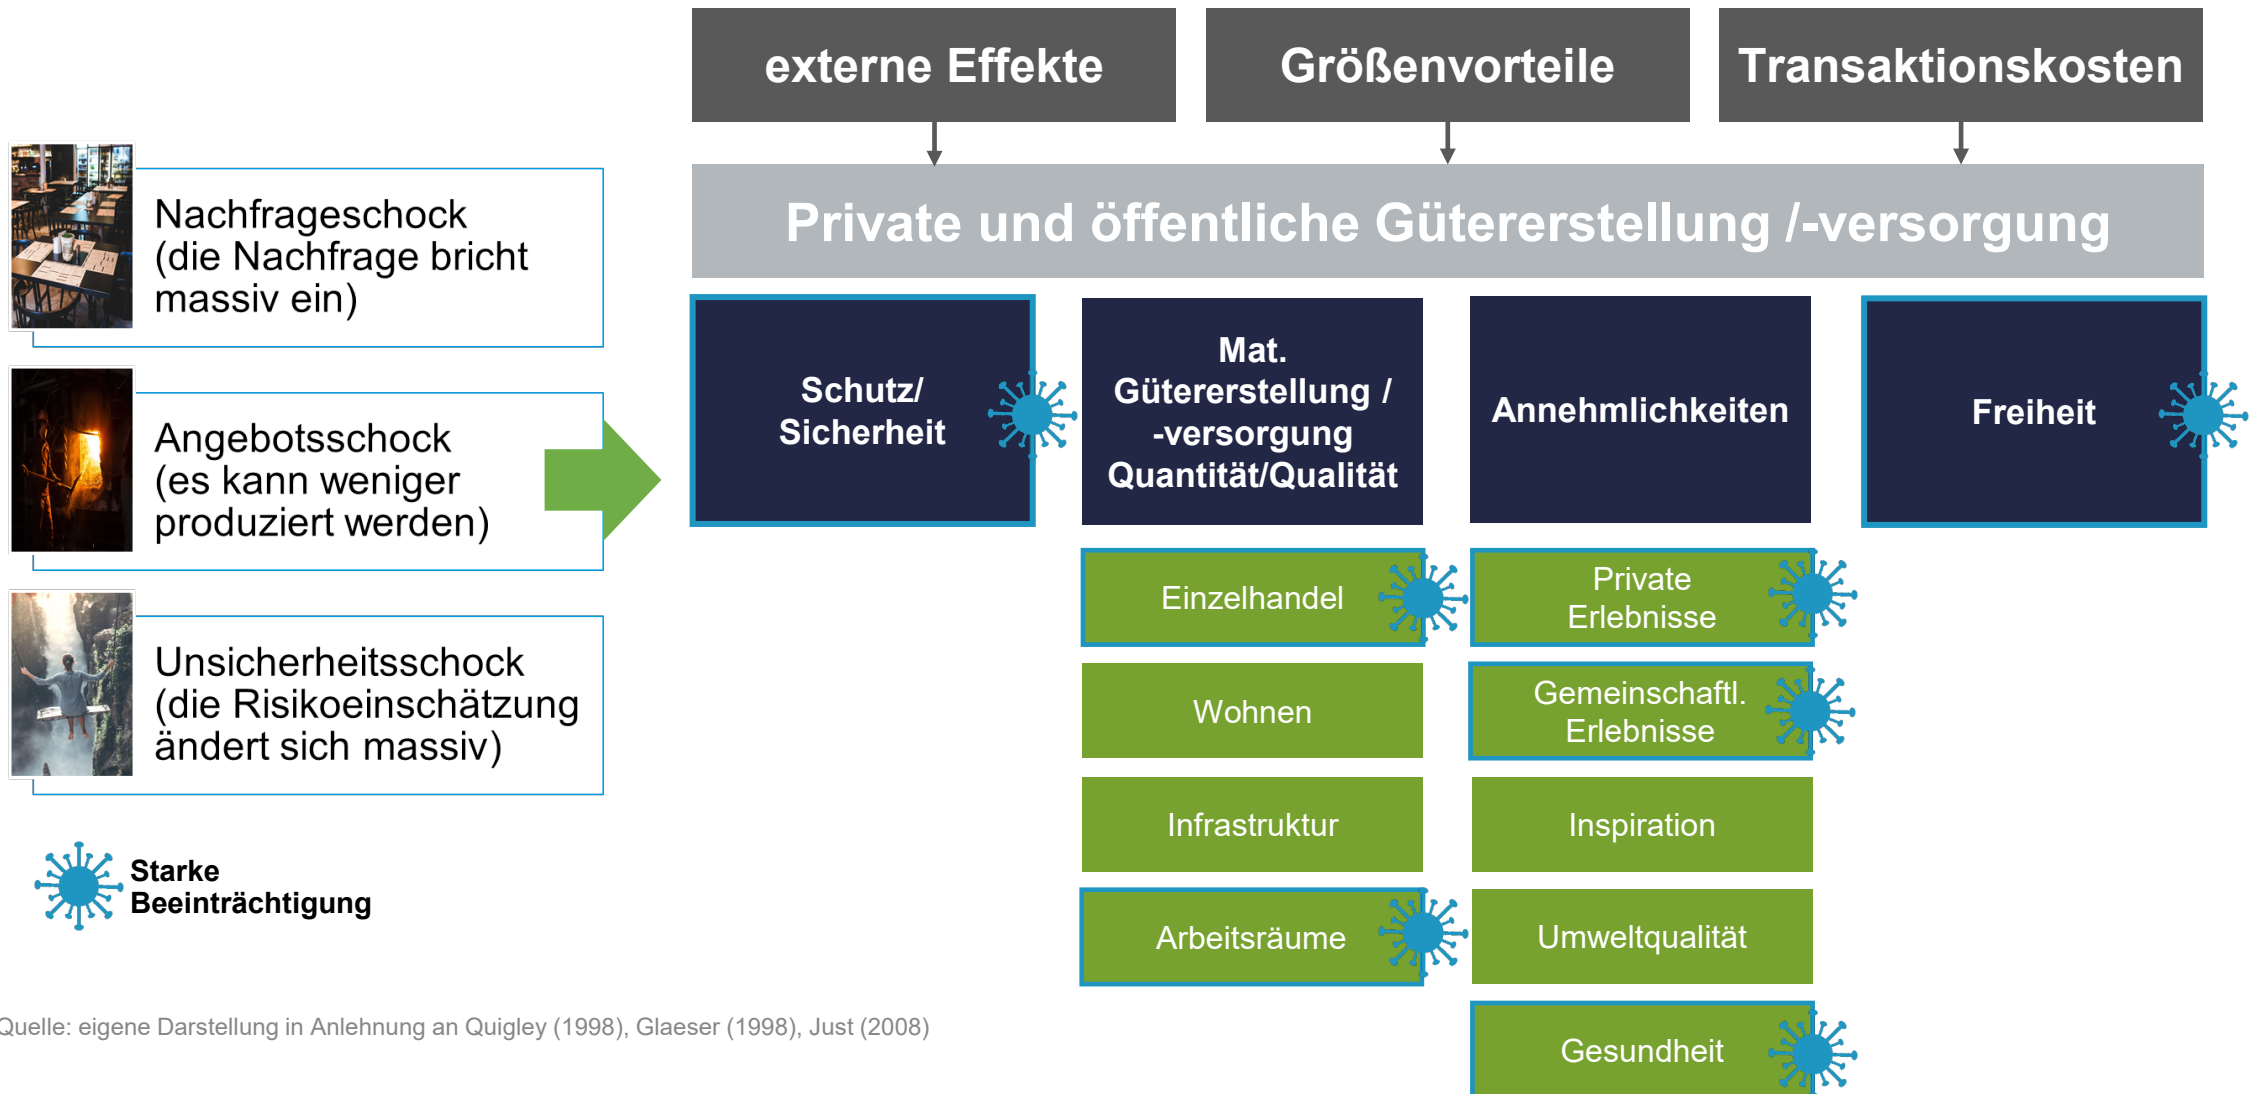 externe Effekte
Größenvorteile
Transaktionskosten
Private und öffentliche Gütererstellung /-versorgung
Nachfrageschock
(die Nachfrage bricht
massiv ein)
Angebotsschock
(es kann weniger
produziert werden)
Unsicherheitsschock
(die Risikoeinschätzung
ändert sich massiv)
Starke
Beeinträchtigung
Schutz/
Sicherheit
Mat.
Gütererstellung /
-versorgung
Quantität/Qualität
Annehmlichkeiten
Freiheit
Einzelhandel
Wohnen
Infrastruktur
Arbeitsräume
Private
Erlebnisse
Gemeinschaftl.
Erlebnisse
Inspiration
Umweltqualität
Gesundheit
Quelle: eigene Darstellung in Anlehnung an Quigley (1998), Glaeser (1998), Just (2008)